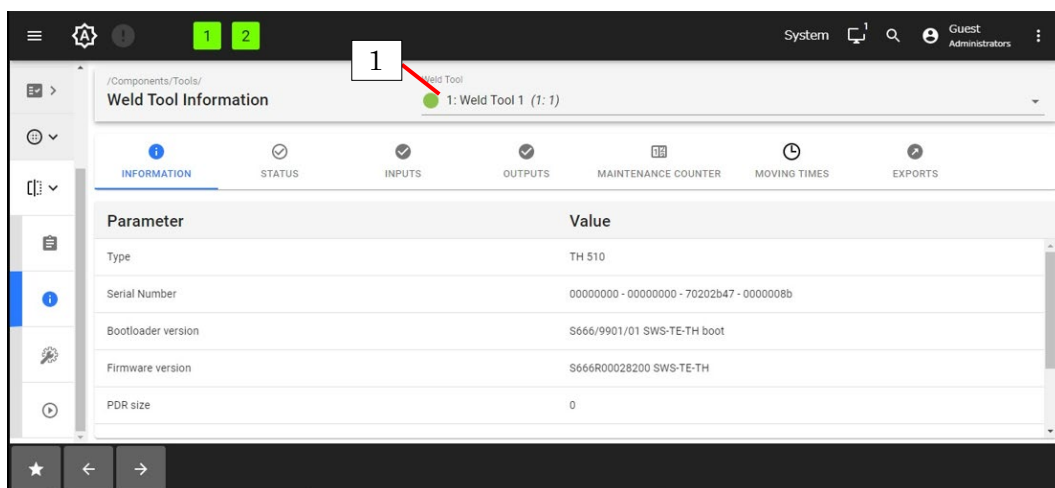 1
2
System
1
Guest
Administrators
1
/Components/Tools/
Weld Tool Information
Weld Tool
1: Weld Tool 1 (1: 1)
INFORMATION
STATUS
INPUTS
OUTPUTS
MAINTENANCE COUNTER
MOVING TIMES
EXPORTS
Parameter Value
Type TH 510
Serial Number 00000000 - 00000000 - 70202b47 - 0000008b
Bootloader version S666/9901/01 SWS-TE-TH boot
Firmware version S666R00028200 SWS-TE-TH
PDR size 0